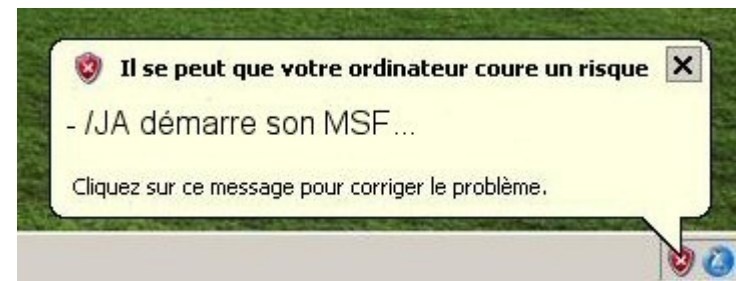 Il se peut que votre ordinateur coure un risque
- /JA démarre son MSF...
Cliquez sur ce message pour corriger le problème.